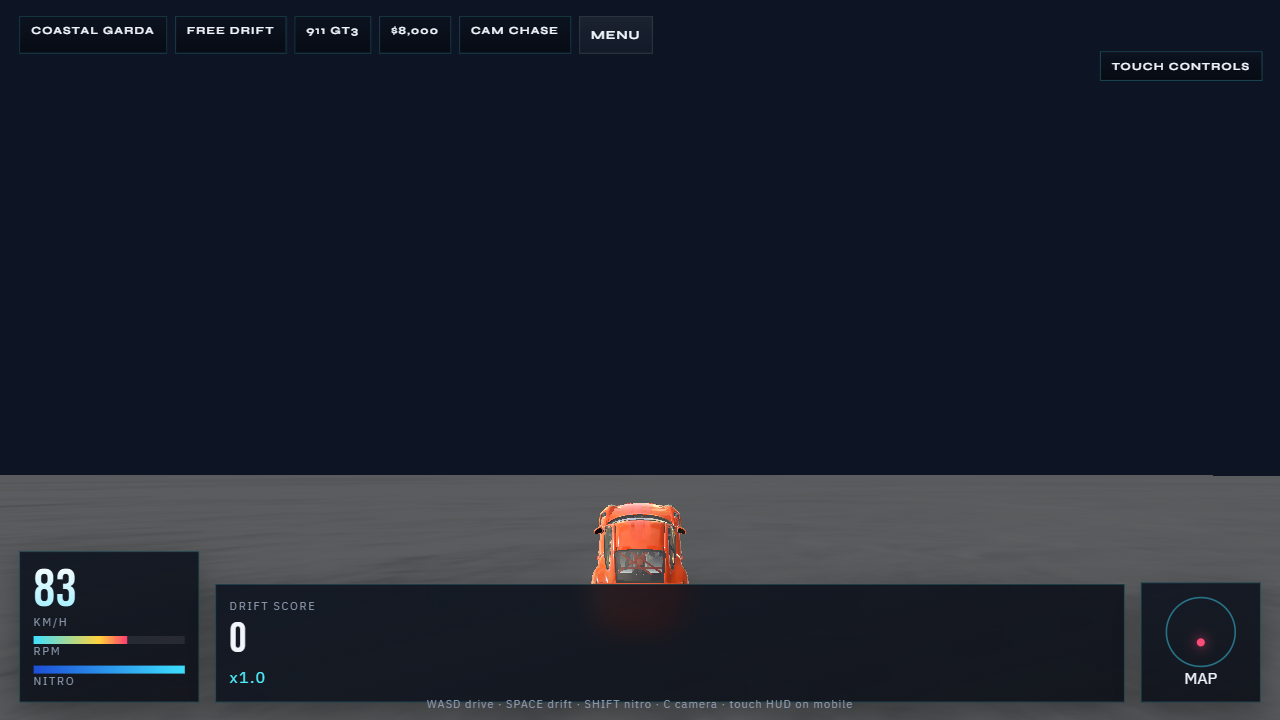 COASTAL GARDA
FREE DRIFT
911 GT3
$8,000
CAM CHASE
MENU
TOUCH CONTROLS
83
KM/H
RPM
NITRO
DRIFT SCORE
0
x1.0
MAP
WASD drive · SPACE drift · SHIFT nitro · C camera · touch HUD on mobile